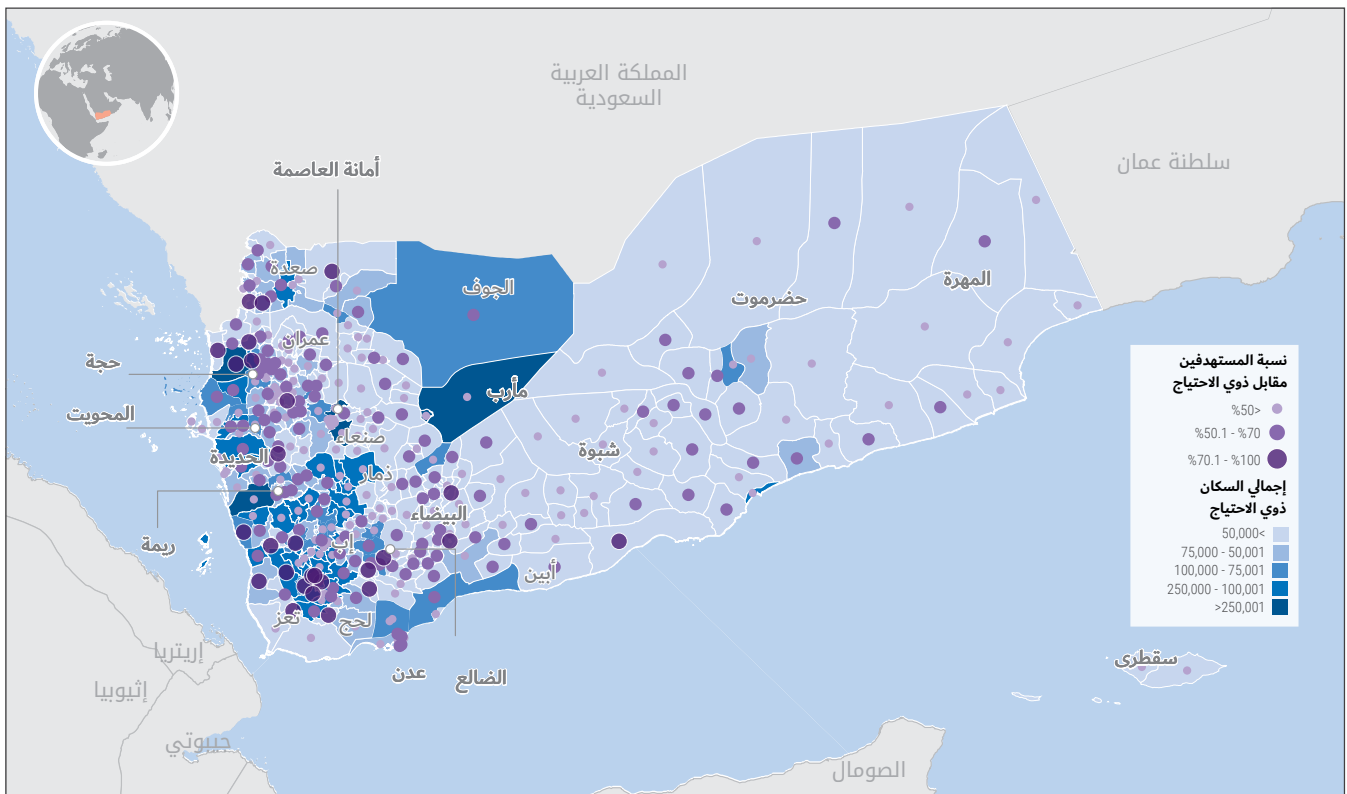 المملكة العربية
السعودية
سلطنة عمان
أمانة العاصمة
صعدة
الجوف
المهرة
حضرموت
عمران
حجة
مأرب
المحويت
صنعاء
شبوة
الحديدة
ذمار
البيضاء
ريمة
إب
أبين
تعز
لحج
عدن
الضالع
سقطرى
إريتريا
إثيوبيا
جيبوتي
الصومال
نسبة المستهدفين
مقابل ذوي الاحتياج
%50>
%50.1 - %70
%70.1 - %100
إجمالي السكان
ذوي الاحتياج
50,000<
75,000 - 50,001
100,000 - 75,001
250,000 - 100,001
>250,001